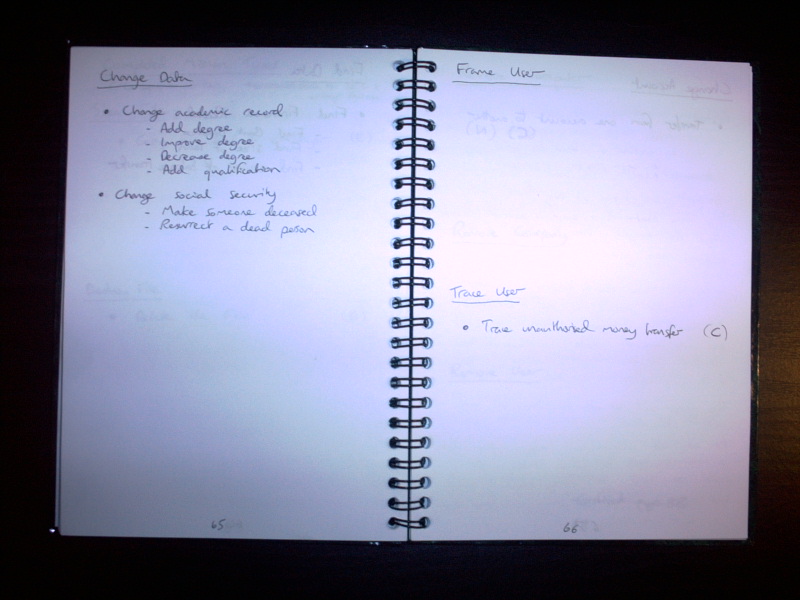 Change Data
• Change academic record
- Add degree
- Improve degree
- Decrease degree
- Add qualification
• Change social security
- Make someone deceased
- Resurrect a dead person
65
Frame User
Trace User
• Trace unauthorised money transfer (C)
66